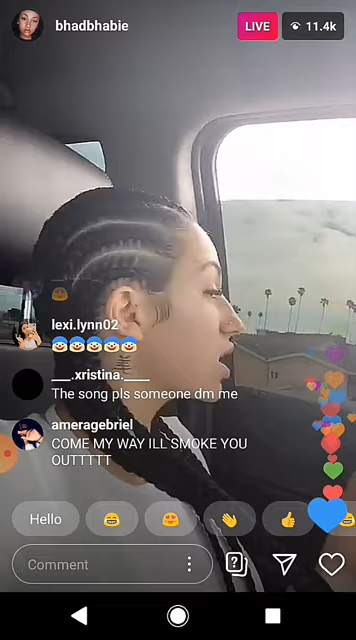 bhadbhabie
LIVE
11.4k
lexi.lynn02
___.xristina.____
The song pls someone dm me
ameragebriel
COME MY WAY ILL SMOKE YOU
OUTTTTT
Hello
Comment
?